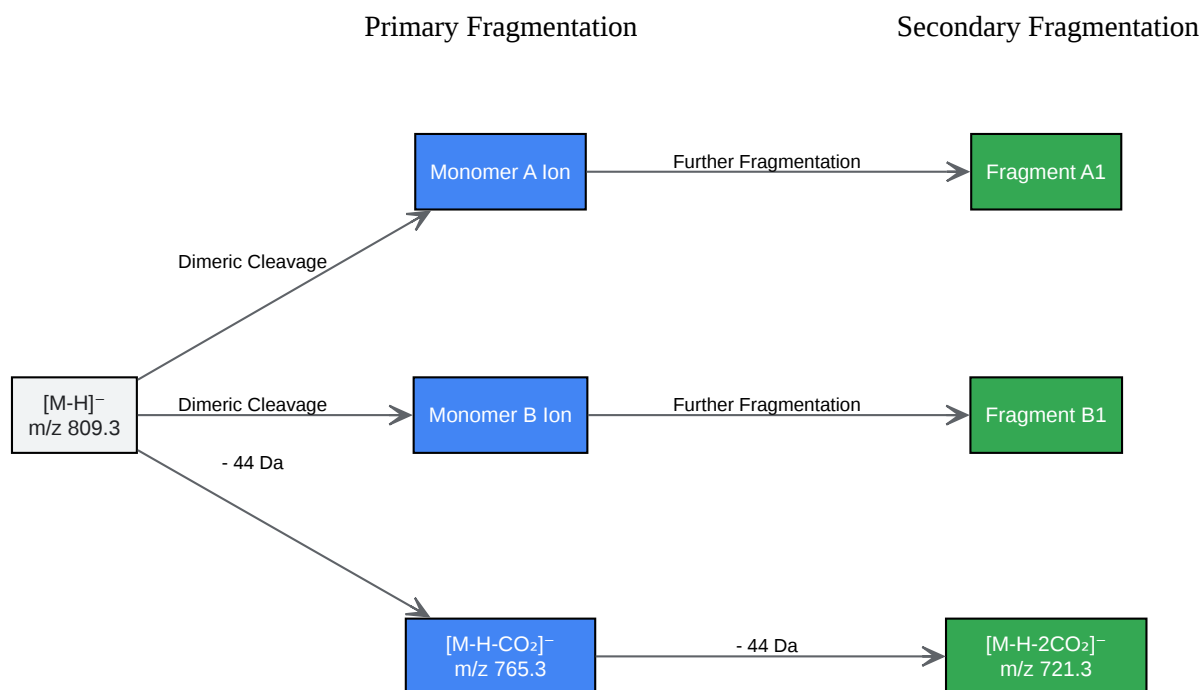 Primary Fragmentation
Secondary Fragmentation
Monomer A Ion
Further Fragmentation
Fragment A1
Dimeric Cleavage
[M-H]⁻
m/z 809.3
Dimeric Cleavage
Monomer B Ion
Further Fragmentation
Fragment B1
- 44 Da
[M-H-CO₂]⁻
m/z 765.3
- 44 Da
[M-H-2CO₂]⁻
m/z 721.3